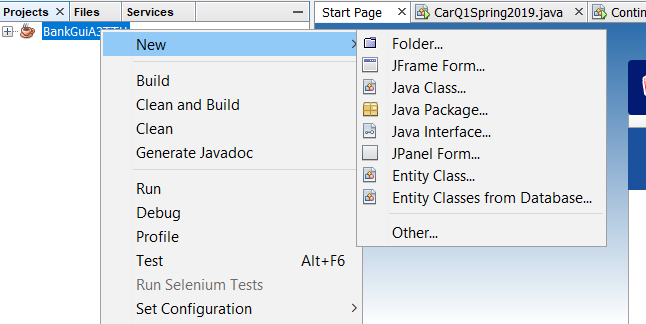 Projects Files Services
Start Page CarQ1Spring2019.java Contin
New
Folder...
JFrame Form...
Java Class...
Java Package...
Java Interface...
JPanel Form...
Entity Class...
Entity Classes from Database...
Other...
Build
Clean and Build
Clean
Generate Javadoc
Run
Debug
Profile
Test Alt+F6
Run Selenium Tests
Set Configuration